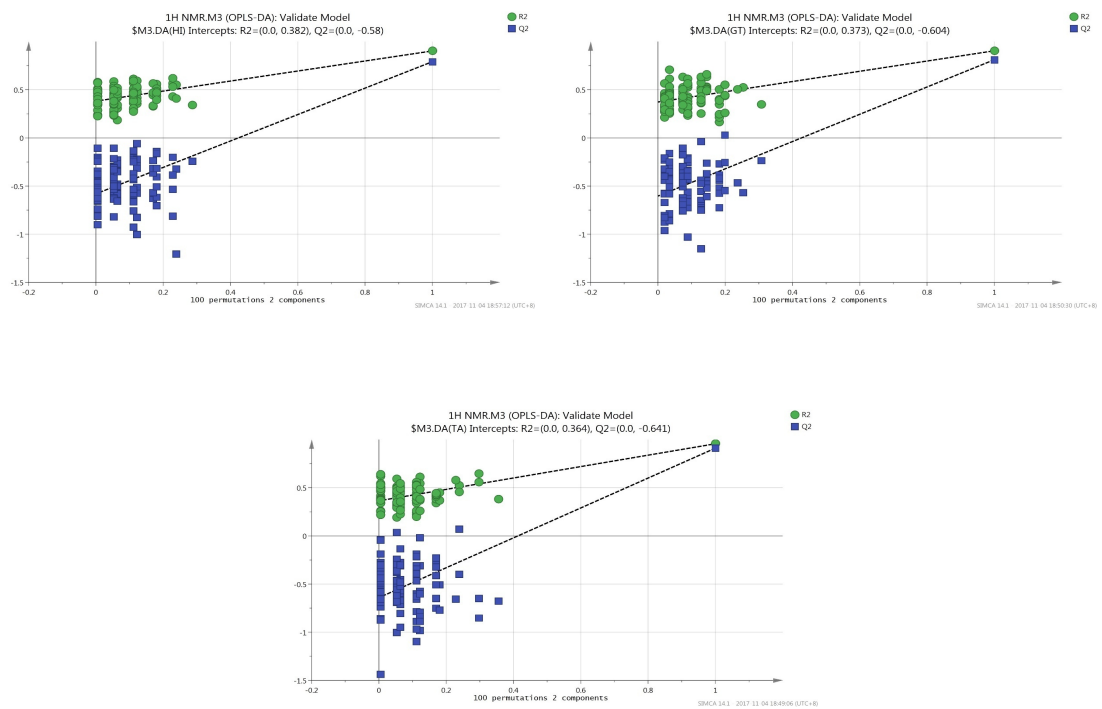 1H NMR.M3 (OPLS-DA): Validate Model
$M3.DA(HI) Intercepts: R2=(0.0, 0.382), Q2=(0.0, -0.58)
R2
Q2
0.5
0
-0.5
-1
-1.5
-0.2 0 0.2 0.4 0.6 0.8 1
100 permutations 2 components
SIMCA 14.1 - 2017-11-04 18:57:12 (UTC+8)
1H NMR.M3 (OPLS-DA): Validate Model
$M3.DA(GT) Intercepts: R2=(0.0, 0.373), Q2=(0.0, -0.604)
R2
Q2
0.5
0
-0.5
-1
-1.5
-0.2 0 0.2 0.4 0.6 0.8 1
100 permutations 2 components
SIMCA 14.1 - 2017-11-04 18:50:30 (UTC+8)
1H NMR.M3 (OPLS-DA): Validate Model
$M3.DA(TA) Intercepts: R2=(0.0, 0.364), Q2=(0.0, -0.641)
R2
Q2
0.5
0
-0.5
-1
-1.5
-0.2 0 0.2 0.4 0.6 0.8 1
100 permutations 2 components
SIMCA 14.1 - 2017-11-04 18:49:06 (UTC+8)